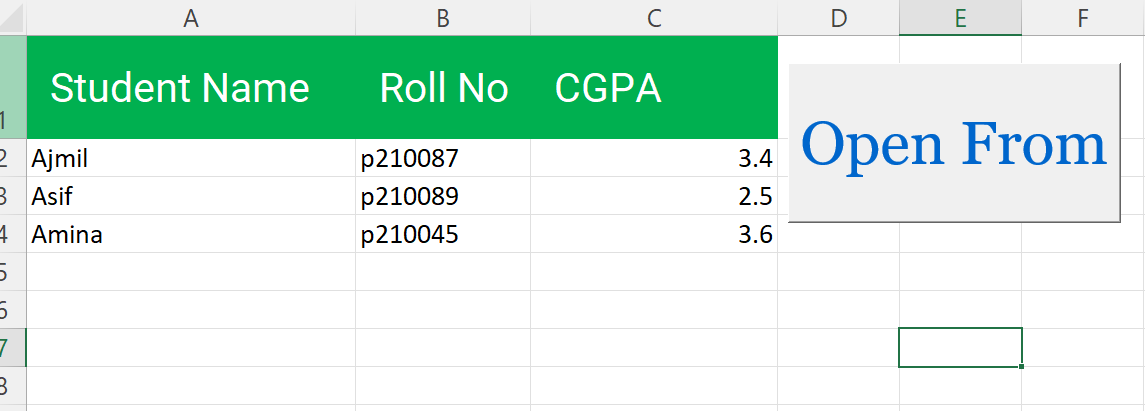 A B C D E F
1 Student Name Roll No CGPA
Open From
2 Ajmil p210087 3.4
3 Asif p210089 2.5
4 Amina p210045 3.6
5
6
7
8